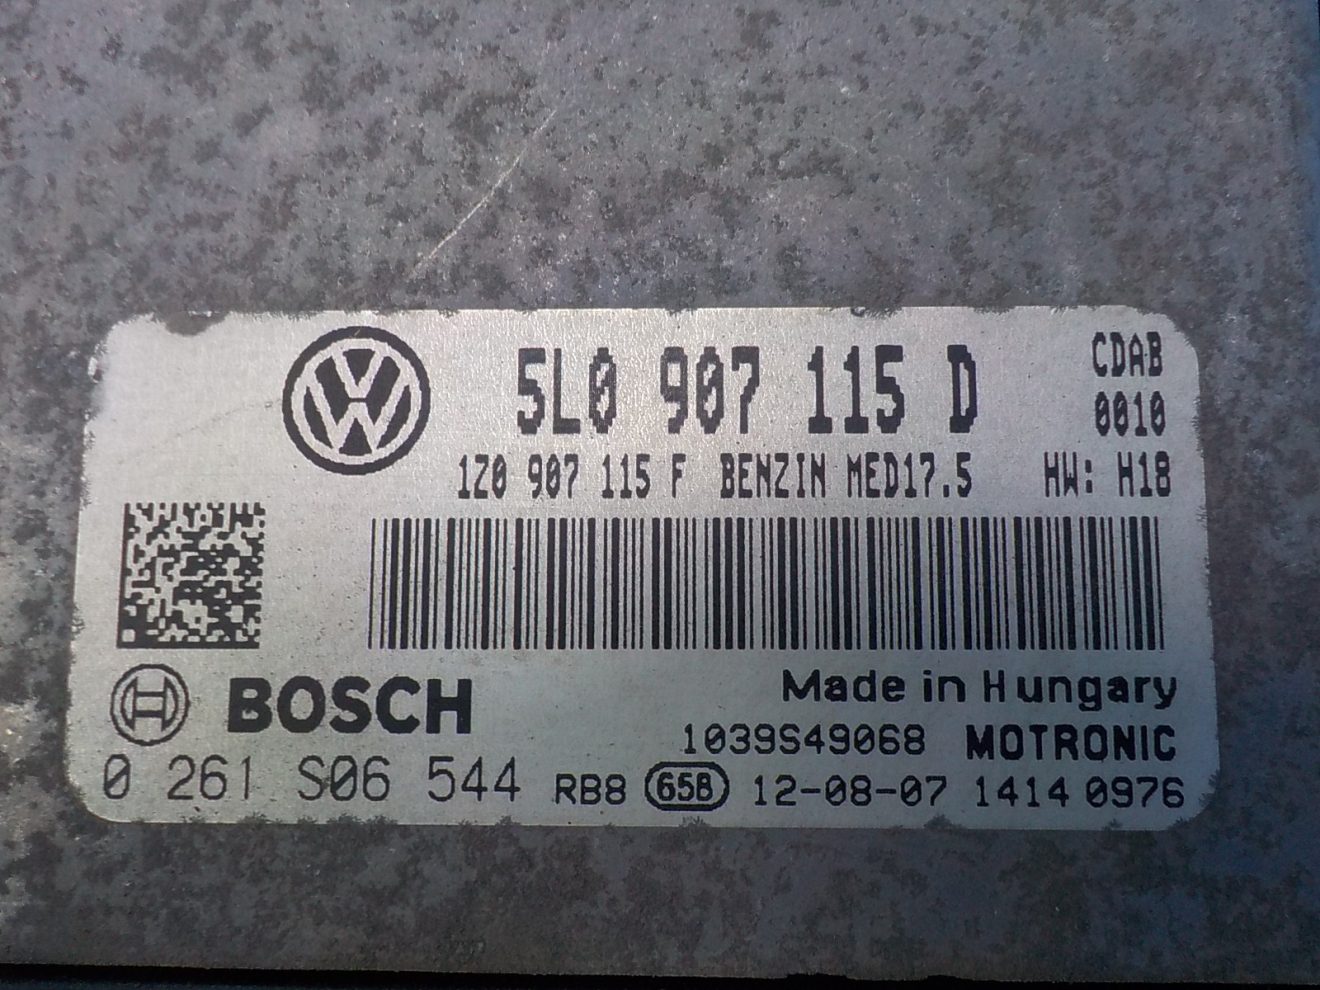 5L0 907 115 D
CDAB
0010
1Z0 907 115 F BENZIN MED17.5 HW: H18
BOSCH
Made in Hungary
1039S49068 MOTRONIC
0 261 S06 544 RB8 65B 12-08-07 1414 0976